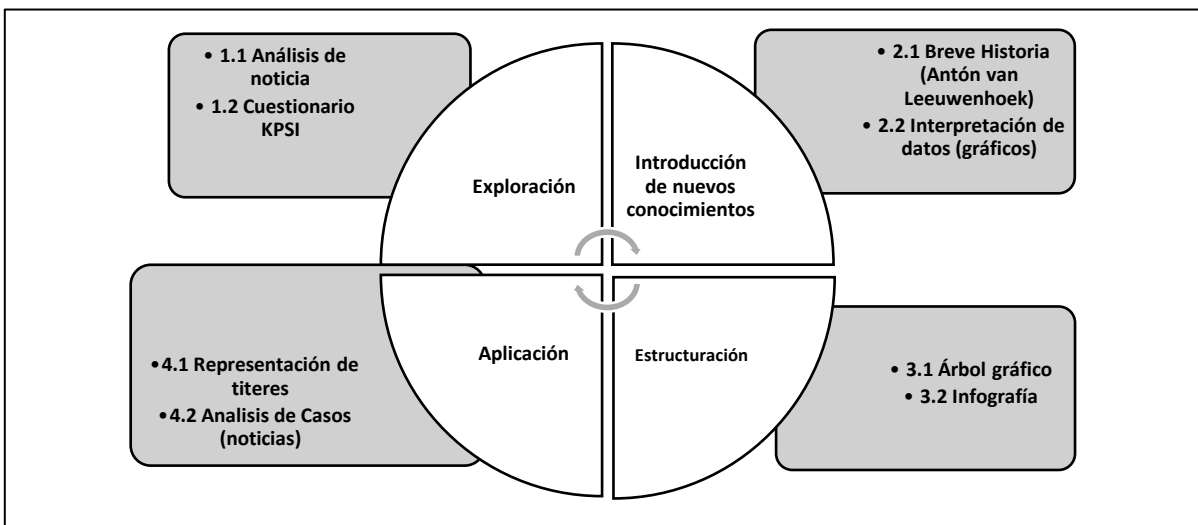 • 1.1 Análisis de
noticia
• 1.2 Cuestionario
KPSI
Exploración
• 2.1 Breve Historia
(Antón van
Leeuwenhoek)
• 2.2 Interpretación de
datos (gráficos)
Introducción
de nuevos
conocimientos
•4.1 Representación de
titeres
•4.2 Analisis de Casos
(noticias)
Aplicación
Estructuración
• 3.1 Árbol gráfico
• 3.2 Infografía